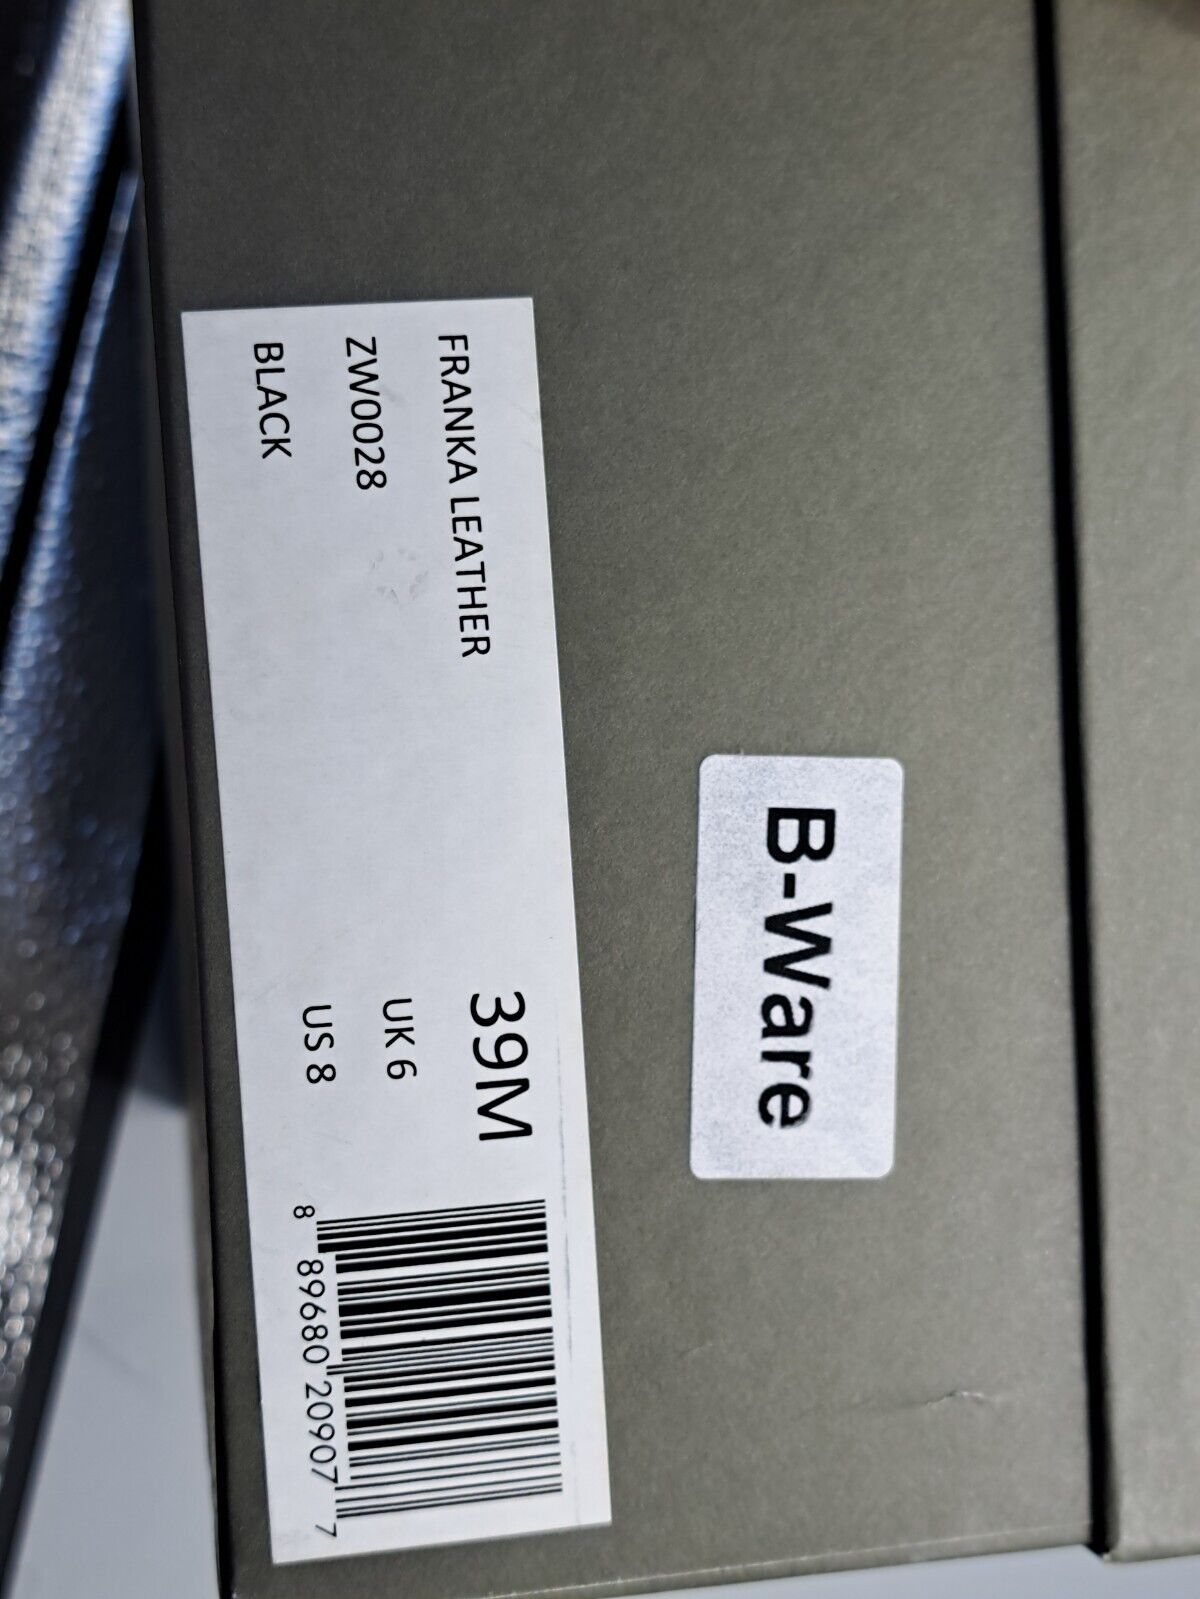 B-Ware
FRANKA LEATHER
ZW0028
BLACK
39M
UK 6
US 8
8 89680 20907 7